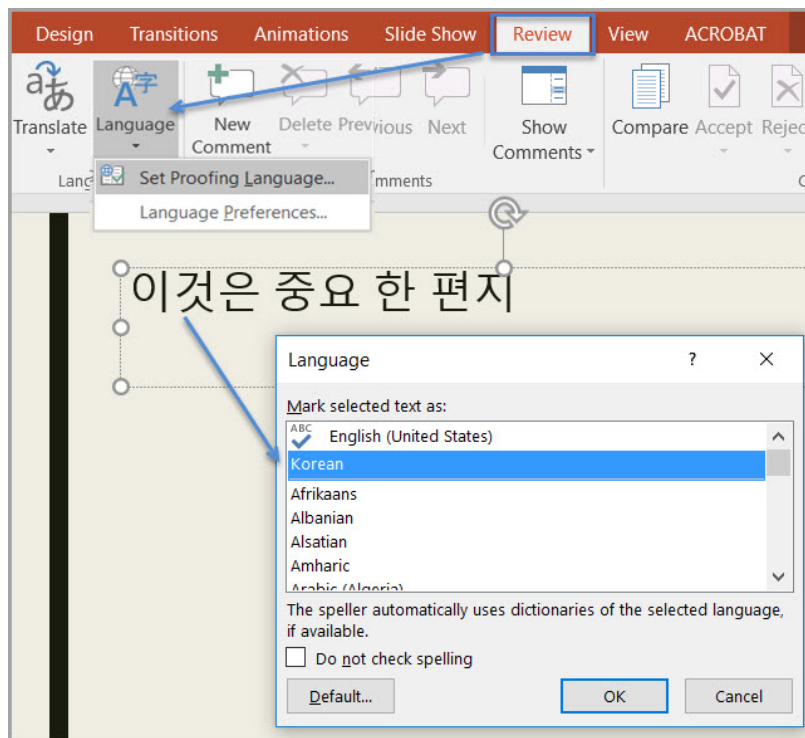 Design Transitions Animations Slide Show Review View ACROBAT
Translate Language New Comment Delete Previous Next Show Comments Compare Accept
Set Proofing Language...
Language Preferences...
이것은 중요 한 편지
Language ? ×
Mark selected text as:
ABC English (United States)
Korean
Afrikaans
Albanian
Alsatian
Amharic
Arabic (Algeria)
The speller automatically uses dictionaries of the selected language,
if available.
Do not check spelling
Default... OK Cancel